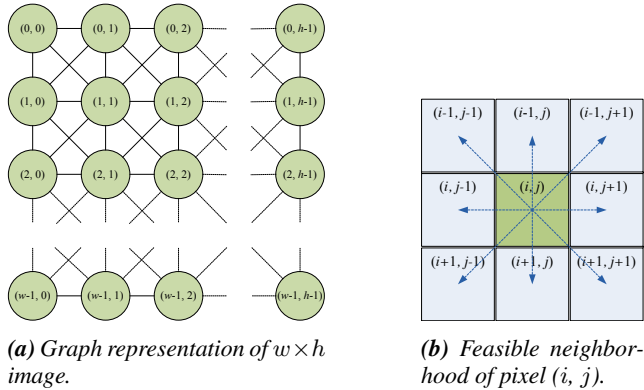 (0, 0) (0, 1) (0, 2) (0, h-1)
(1, 0) (1, 1) (1, 2) (1, h-1)
(2, 0) (2, 1) (2, 2) (2, h-1)
(w-1, 0) (w-1, 1) (w-1, 2) (w-1, h-1)
(a) Graph representation of w×h
image.
(i-1, j-1) (i-1, j) (i-1, j+1)
(i, j-1) (i, j) (i, j+1)
(i+1, j-1) (i+1, j) (i+1, j+1)
(b) Feasible neighbor-
hood of pixel (i, j).